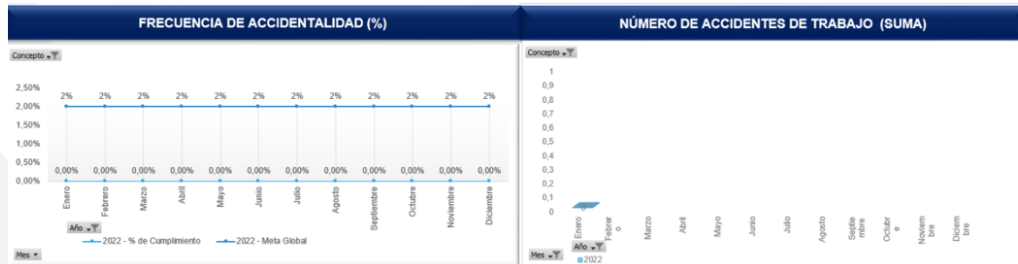 FRECUENCIA DE ACCIDENTALIDAD (%)
Concepto
2,50%
2,00%
1,50%
1,00%
0,50%
0,00%
2% 2% 2% 2% 2% 2% 2% 2% 2% 2% 2% 2%
0,00% 0,00% 0,00% 0,00% 0,00% 0,00% 0,00% 0,00% 0,00% 0,00% 0,00% 0,00%
Enero
Febrero
Marzo
Abril
Mayo
Junio
Julio
Agosto
Septiembre
Octubre
Noviembre
Diciembre
Año
2022 - % de Cumplimiento 2022 - Meta Global
Mes
NÚMERO DE ACCIDENTES DE TRABAJO (SUMA)
Concepto
1
0,9
0,8
0,7
0,6
0,5
0,4
0,3
0,2
0,1
0
0
Enero
Febrer
o
Marzo
Abril
Mayo
Junio
Julio
Agosto
Septie
mbre
Octubr
e
Noviem
bre
Diciem
bre
Año
Mes
2022